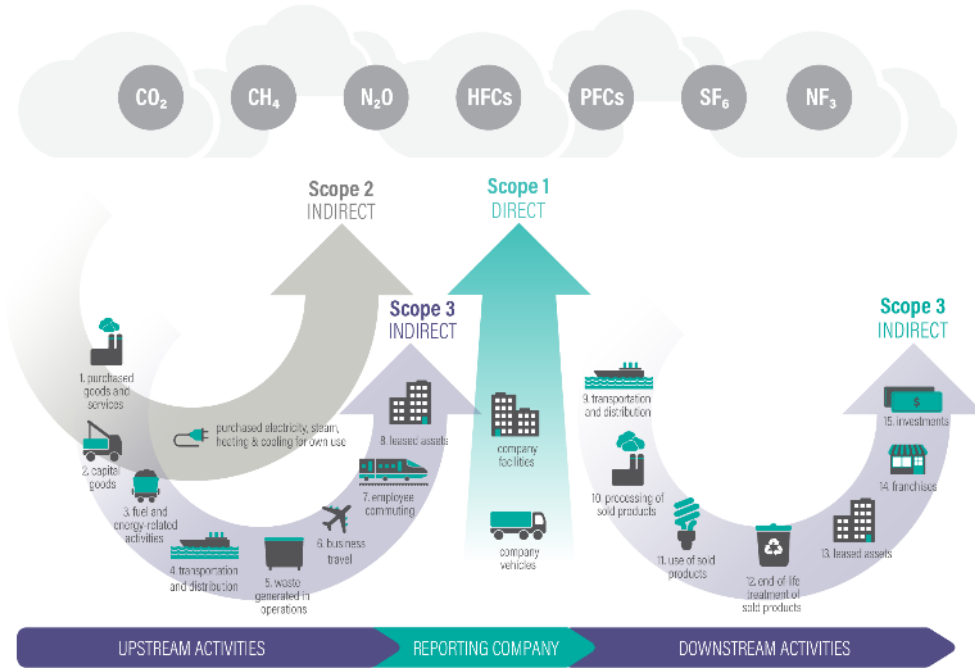 CO₂
CH₄
N₂O
HFCs
PFCs
SF₆
NF₃
Scope 2
INDIRECT
Scope 1
DIRECT
Scope 3
INDIRECT
Scope 3
INDIRECT
1. purchased
goods and
services
2. capital
goods
3. fuel and
energy-related
activities
4. transportation
and distribution
5. waste
generated in
operations
6. business
travel
7. employee
commuting
8. leased assets
purchased electricity, steam,
heating & cooling for own use
company
facilities
company
vehicles
9. transportation
and distribution
10. processing of
sold products
11. use of sold
products
12. end-of-life
treatment of
sold products
13. leased assets
14. franchises
15. investments
$
UPSTREAM ACTIVITIES
REPORTING COMPANY
DOWNSTREAM ACTIVITIES